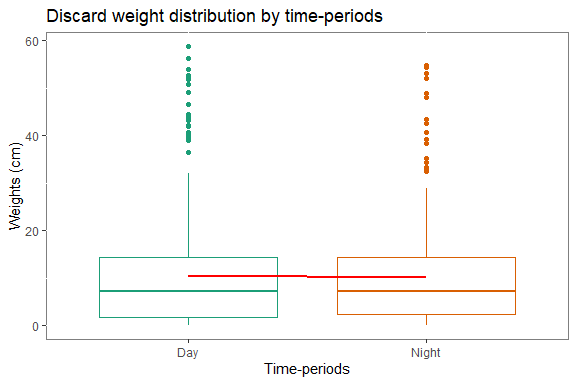 Discard weight distribution by time-periods
60
40
20
0
Weights (cm)
Day Night
Time-periods